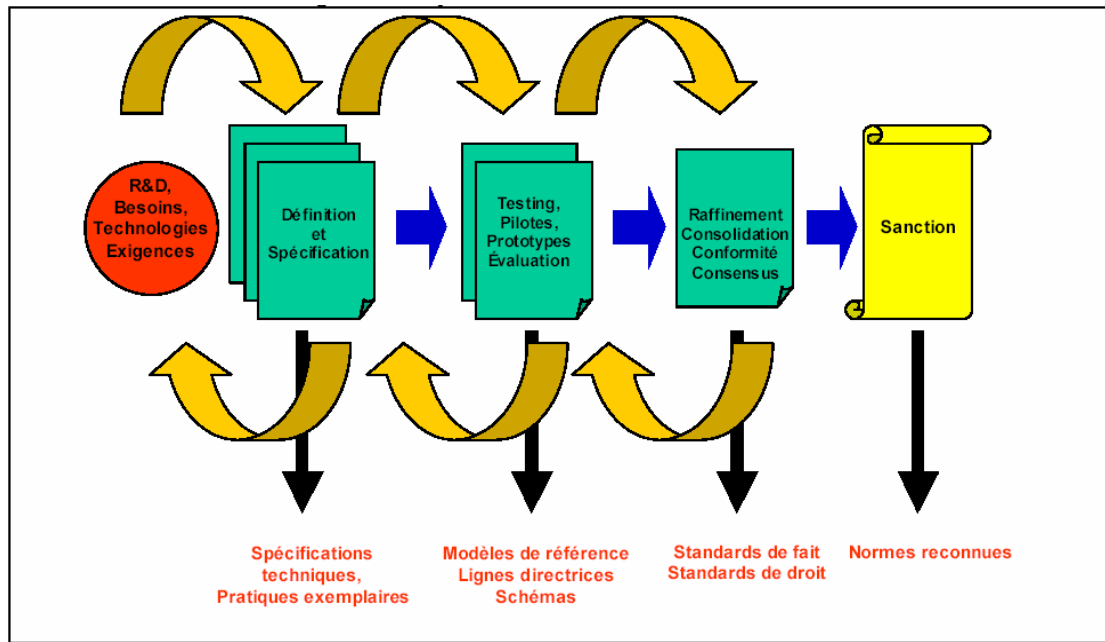 R&D,
Besoins,
Technologies
Exigences
Définition
et
Spécification
Testing,
Pilotes,
Prototypes
Évaluation
Raffinement
Consolidation
Conformité
Consensus
Sanction
Spécifications
techniques,
Pratiques exemplaires
Modèles de référence
Lignes directrices
Schémas
Standards de fait
Standards de droit
Normes reconnues